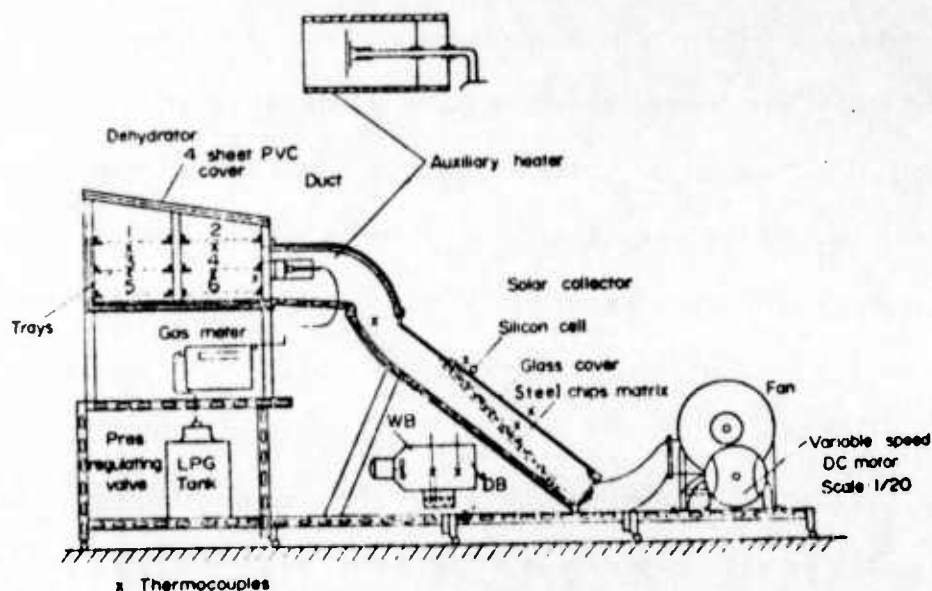 Dehydrator
4 sheet PVC
cover
Duct
Auxiliary heater
1 2
3 4
5 6
Trays
Gas meter
Solar collector
Silicon cell
Glass cover
Steel chips matrix
Fan
WB
DB
Pres
regulating
valve
LPG
Tank
Variable speed
DC motor
Scale 1/20
x Thermocouples